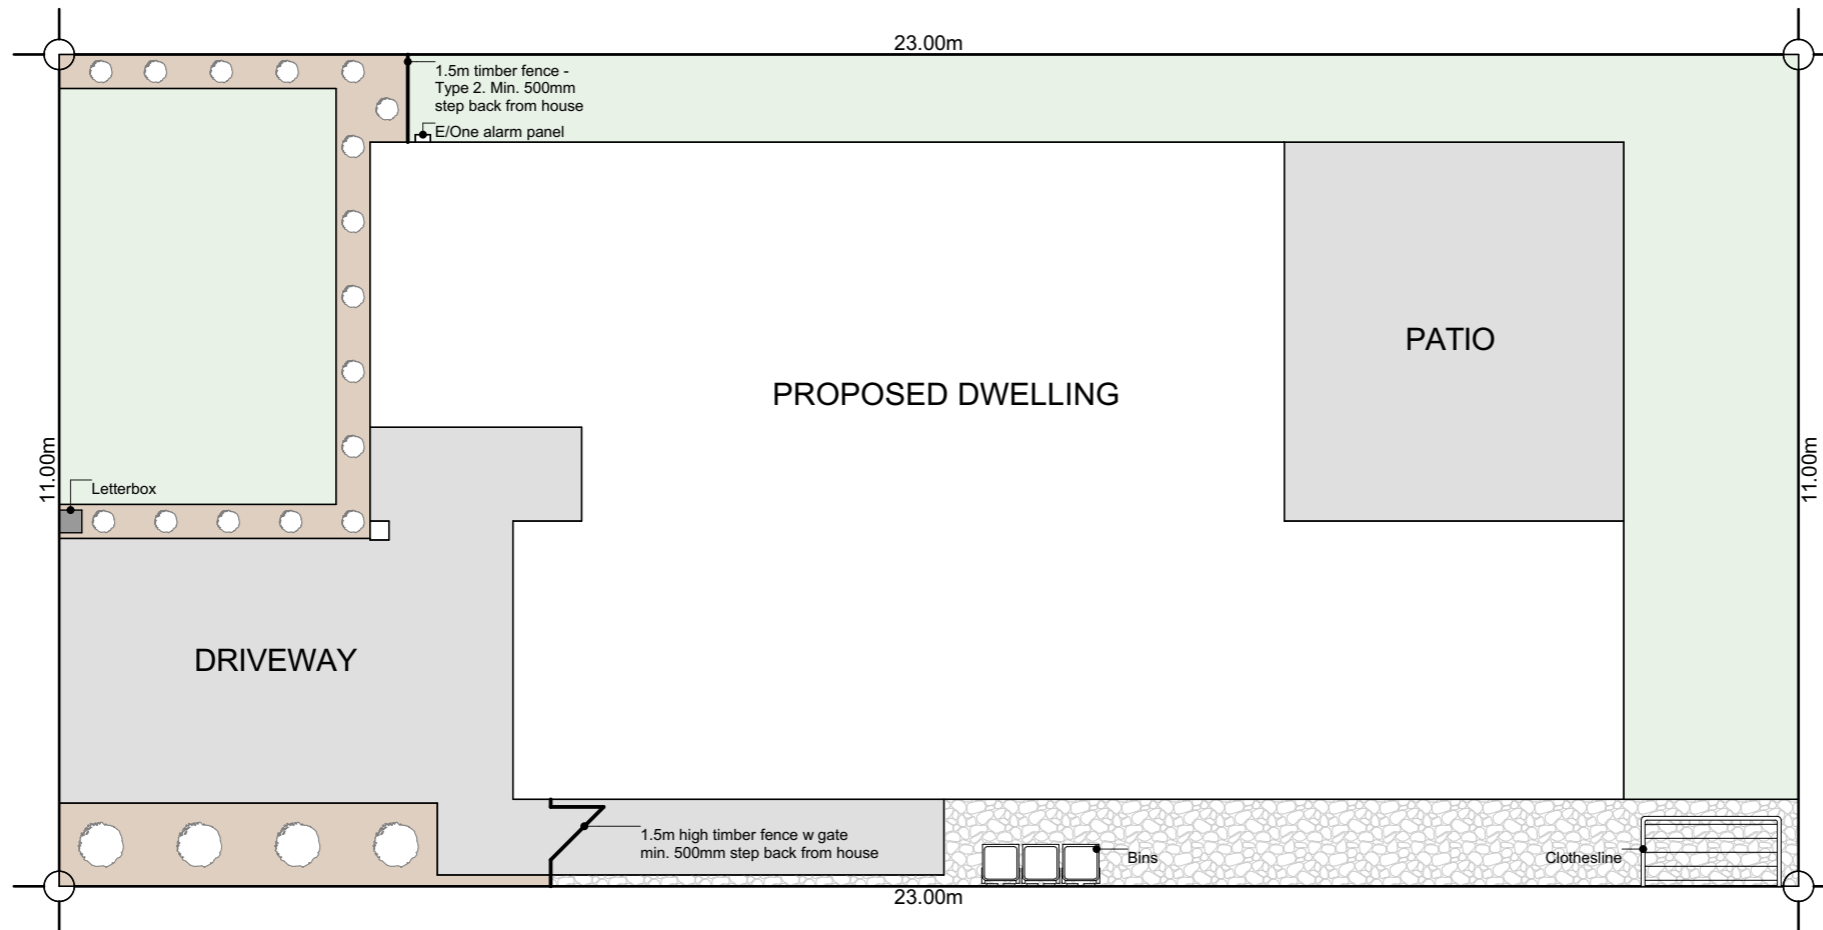 23.00m
1.5m timber fence -
Type 2. Min. 500mm
step back from house
E/One alarm panel
PATIO
PROPOSED DWELLING
11.00m
11.00m
Letterbox
DRIVEWAY
1.5m high timber fence w gate
min. 500mm step back from house
Bins
Clothesline
23.00m